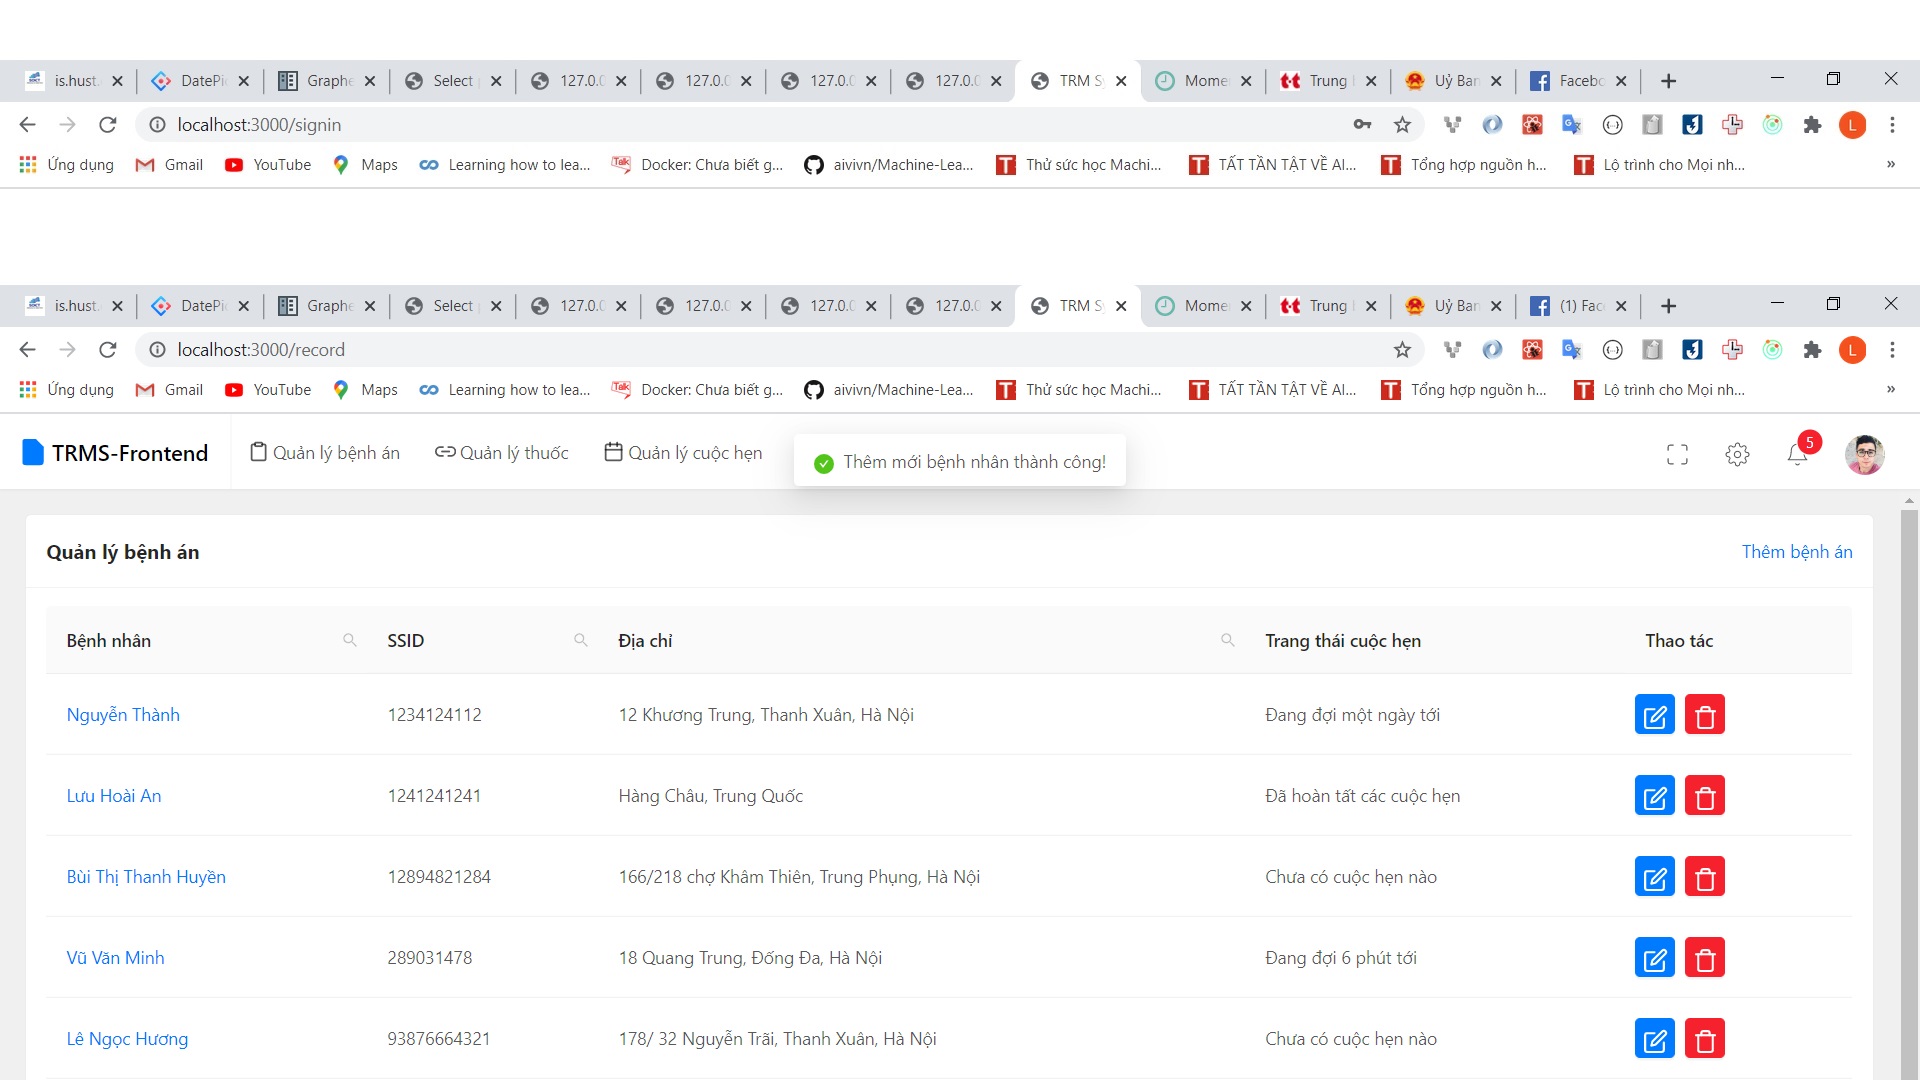 is.hust. DatePic Graphe Select 127.0.0 127.0.0 127.0.0 127.0.0 TRM Sy Mome Trung Uỷ Ban Facebo
localhost:3000/signin
L
Ứng dụng Gmail YouTube Maps Learning how to lea... Docker: Chưa biết g... aivivn/Machine-Lea... Thử sức học Machi... TẤT TẦN TẬT VỀ AI... Tổng hợp nguồn h... Lộ trình cho Mọi nh... »
is.hust. DatePic Graphe Select 127.0.0 127.0.0 127.0.0 127.0.0 TRM Sy Mome Trung Uỷ Ban (1) Fac
localhost:3000/record
L
Ứng dụng Gmail YouTube Maps Learning how to lea... Docker: Chưa biết g... aivivn/Machine-Lea... Thử sức học Machi... TẤT TẦN TẬT VỀ AI... Tổng hợp nguồn h... Lộ trình cho Mọi nh... »
TRMS-Frontend Quản lý bệnh án Quản lý thuốc Quản lý cuộc hẹn Thêm mới bệnh nhân thành công! 5
Quản lý bệnh án Thêm bệnh án
Bệnh nhân SSID Địa chỉ Trang thái cuộc hẹn Thao tác
Nguyễn Thành 1234124112 12 Khương Trung, Thanh Xuân, Hà Nội Đang đợi một ngày tới
Lưu Hoài An 1241241241 Hàng Châu, Trung Quốc Đã hoàn tất các cuộc hẹn
Bùi Thị Thanh Huyền 12894821284 166/218 chợ Khâm Thiên, Trung Phụng, Hà Nội Chưa có cuộc hẹn nào
Vũ Văn Minh 289031478 18 Quang Trung, Đống Đa, Hà Nội Đang đợi 6 phút tới
Lê Ngọc Hương 93876664321 178/ 32 Nguyễn Trãi, Thanh Xuân, Hà Nội Chưa có cuộc hẹn nào